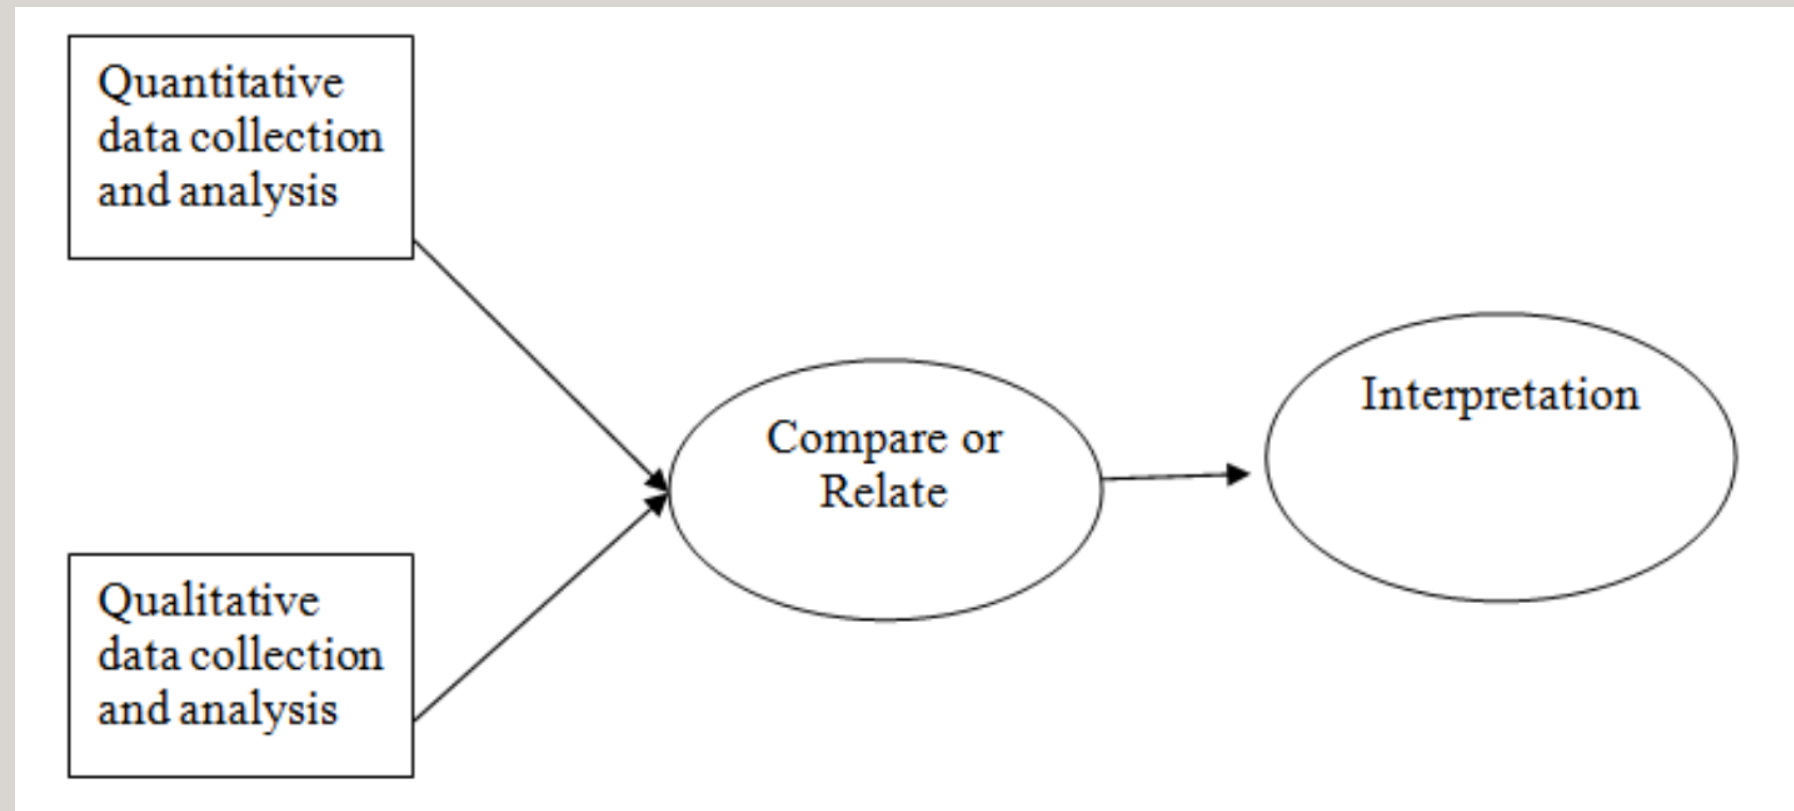 Quantitative
data collection
and analysis
Compare or
Relate
Interpretation
Qualitative
data collection
and analysis